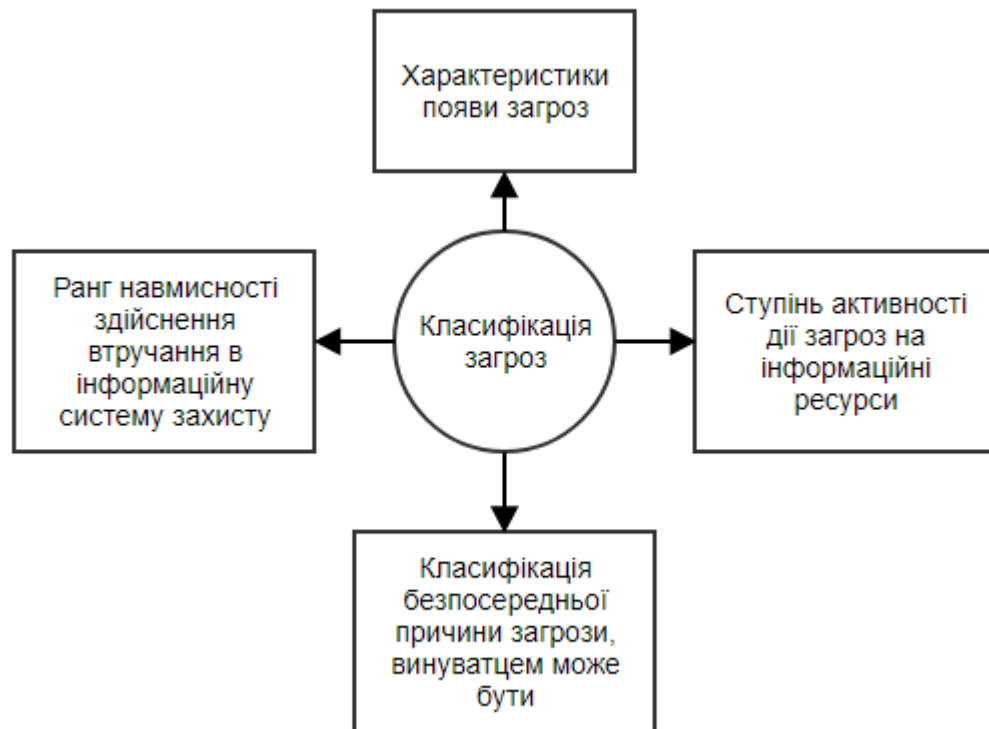 Характеристики
появи загроз
Ранг навмисності
здійснення
втручання в
інформаційну
систему захисту
Класифікація
загроз
Ступінь активності
дії загроз на
інформаційні
ресурси
Класифікація
безпосередньої
причини загрози,
винуватцем може
бути